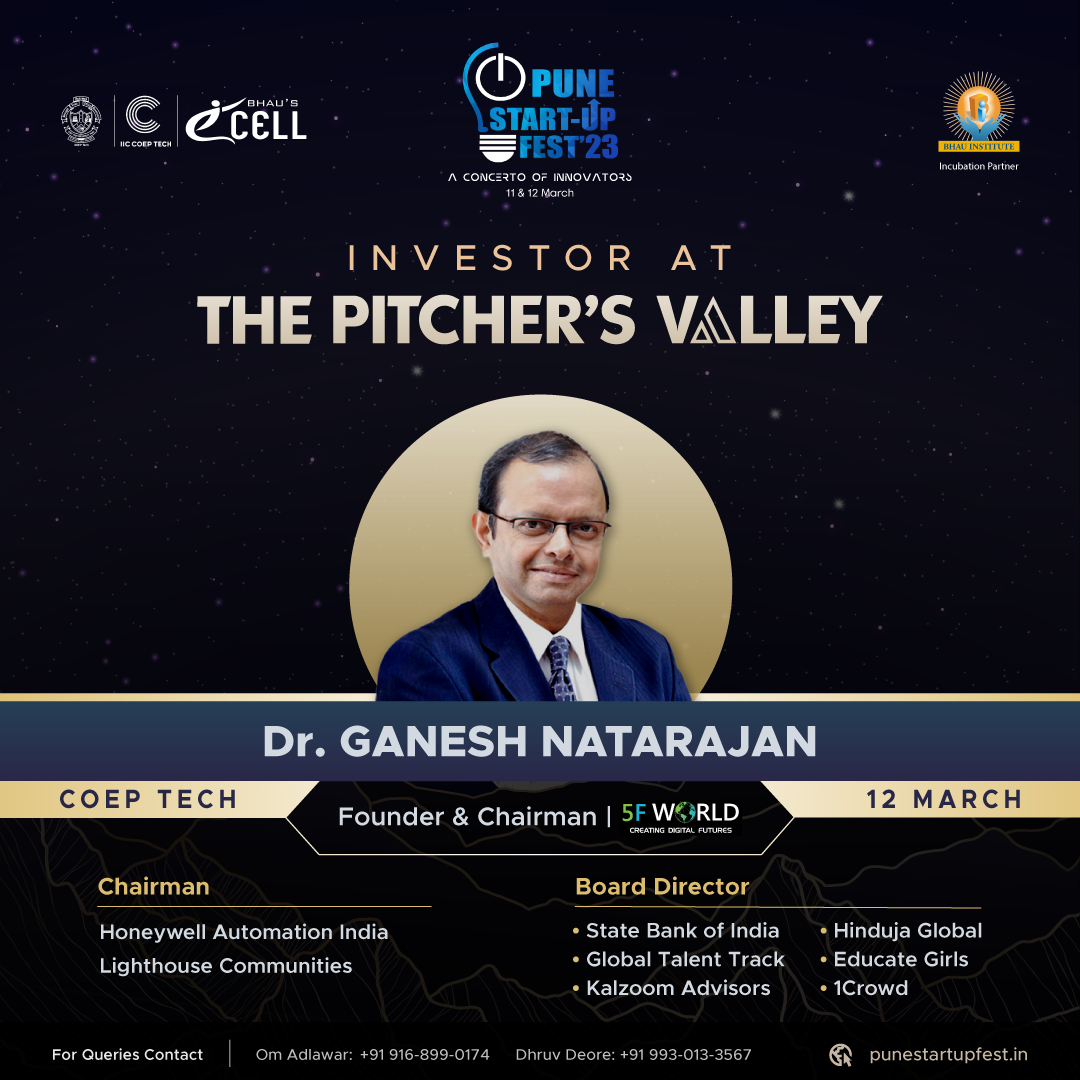 COEP TECH
IIC COEP TECH
BHAU'S
CELL
PUNE
START-UP
FEST'23
A CONCERTO OF INNOVATORS
11 & 12 March
BHAU INSTITUTE
Incubation Partner
INVESTOR AT
THE PITCHER'S VALLEY
Dr. GANESH NATARAJAN
COEP TECH
12 MARCH
Founder & Chairman | 5F WORLD
CREATING DIGITAL FUTURES
Chairman
Honeywell Automation India
Lighthouse Communities
Board Director
• State Bank of India
• Global Talent Track
• Kalzoom Advisors
• Hinduja Global
• Educate Girls
• 1Crowd
For Queries Contact
Om Adlawar: +91 916-899-0174
Dhruv Deore: +91 993-013-3567
punestartupfest.in